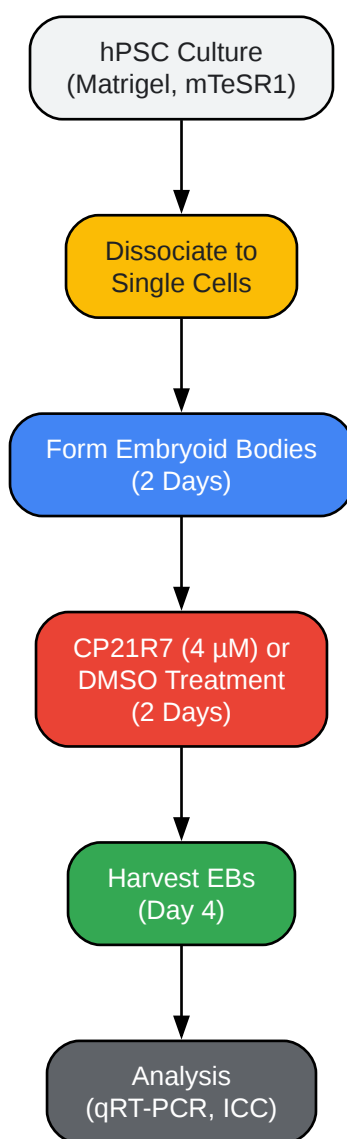 hPSC Culture
(Matrigel, mTeSR1)
Dissociate to
Single Cells
Form Embryoid Bodies
(2 Days)
CP21R7 (4 µM) or
DMSO Treatment
(2 Days)
Harvest EBs
(Day 4)
Analysis
(qRT-PCR, ICC)